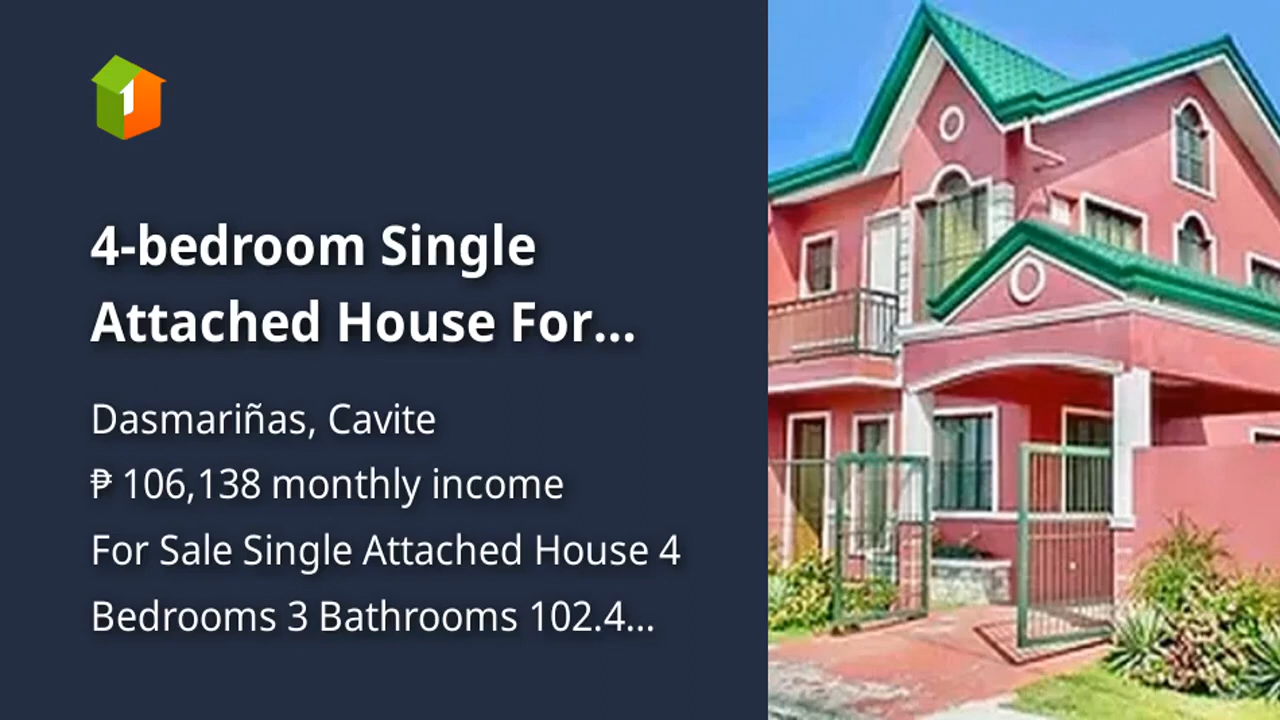 4-bedroom Single
Attached House For...
Dasmariñas, Cavite
₱ 106,138 monthly income
For Sale Single Attached House 4
Bedrooms 3 Bathrooms 102.4...